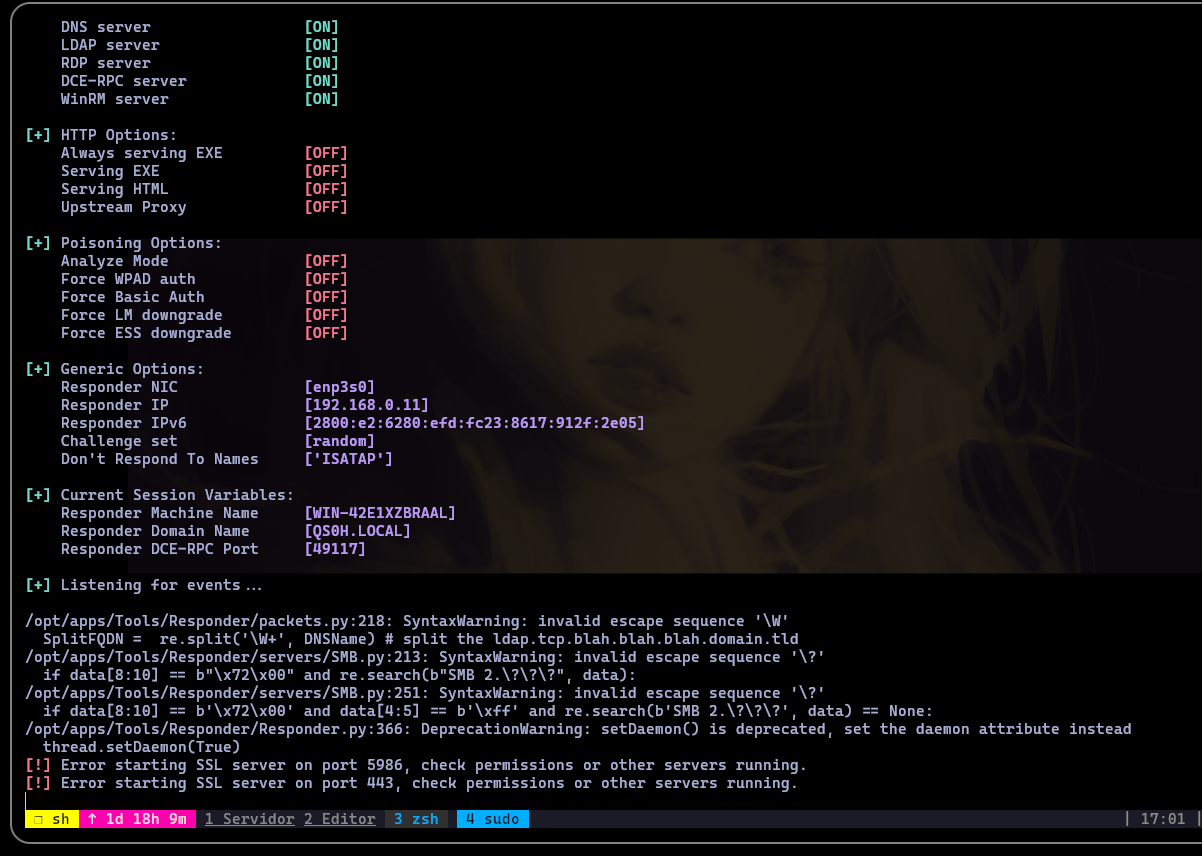 DNS server [ON]
LDAP server [ON]
RDP server [ON]
DCE-RPC server [ON]
WinRM server [ON]
[+] HTTP Options:
Always serving EXE [OFF]
Serving EXE [OFF]
Serving HTML [OFF]
Upstream Proxy [OFF]
[+] Poisoning Options:
Analyze Mode [OFF]
Force WPAD auth [OFF]
Force Basic Auth [OFF]
Force LM downgrade [OFF]
Force ESS downgrade [OFF]
[+] Generic Options:
Responder NIC [enp3s0]
Responder IP [192.168.0.11]
Responder IPv6 [2800:e2:6280:efd:fc23:8617:912f:2e05]
Challenge set [random]
Don't Respond To Names ['ISATAP']
[+] Current Session Variables:
Responder Machine Name [WIN-42E1XZBRAAL]
Responder Domain Name [QS0H.LOCAL]
Responder DCE-RPC Port [49117]
[+] Listening for events...
/opt/apps/Tools/Responder/packets.py:218: SyntaxWarning: invalid escape sequence '\W'
SplitFQDN =  re.split('\W+', DNSName) # split the ldap.tcp.blah.blah.blah.domain.tld
/opt/apps/Tools/Responder/servers/SMB.py:213: SyntaxWarning: invalid escape sequence '\?'
if data[8:10] == b"\x72\x00" and re.search(b"SMB 2.\?\?\?", data):
/opt/apps/Tools/Responder/servers/SMB.py:251: SyntaxWarning: invalid escape sequence '\?'
if data[8:10] == b'\x72\x00' and data[4:5] == b'\xff' and re.search(b'SMB 2.\?\?\?', data) == None:
/opt/apps/Tools/Responder/Responder.py:366: DeprecationWarning: setDaemon() is deprecated, set the daemon attribute instead
thread.setDaemon(True)
[!] Error starting SSL server on port 5986, check permissions or other servers running.
[!] Error starting SSL server on port 443, check permissions or other servers running.
❐ sh ↑ 1d 18h 9m 1 Servidor 2 Editor 3 zsh 4 sudo | 17:01 |